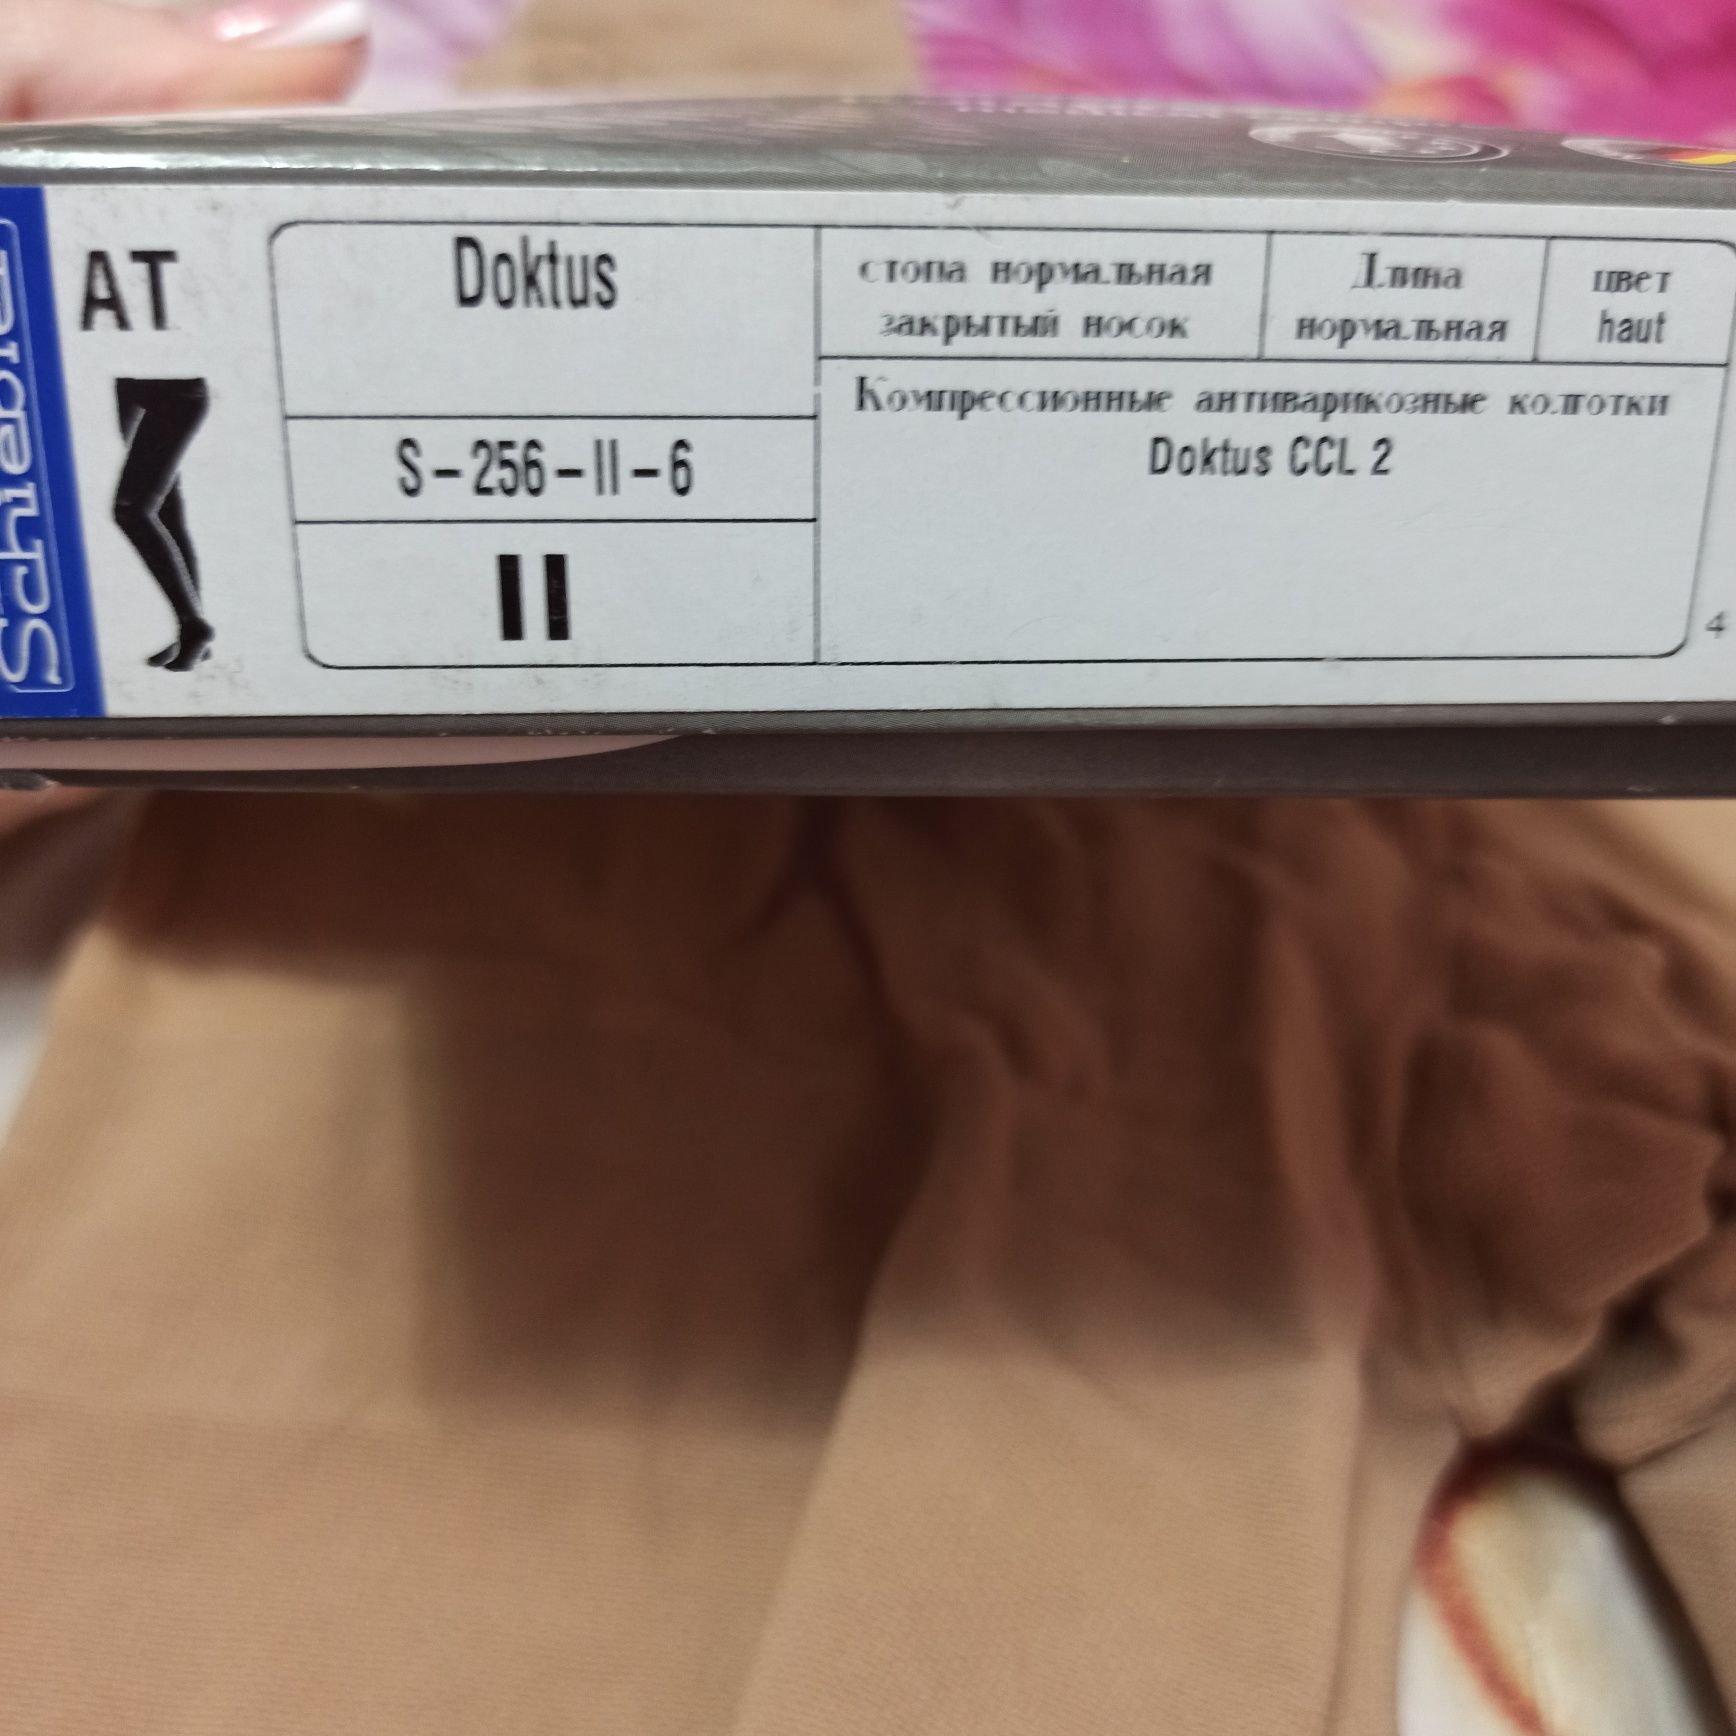 Schiebler
AT
Doktus
S-256-II-6
II
стопа нормальная
закрытый носок
Длина
нормальная
цвет
haut
Компрессионные антиварикозные колготки
Doktus CCL 2
4